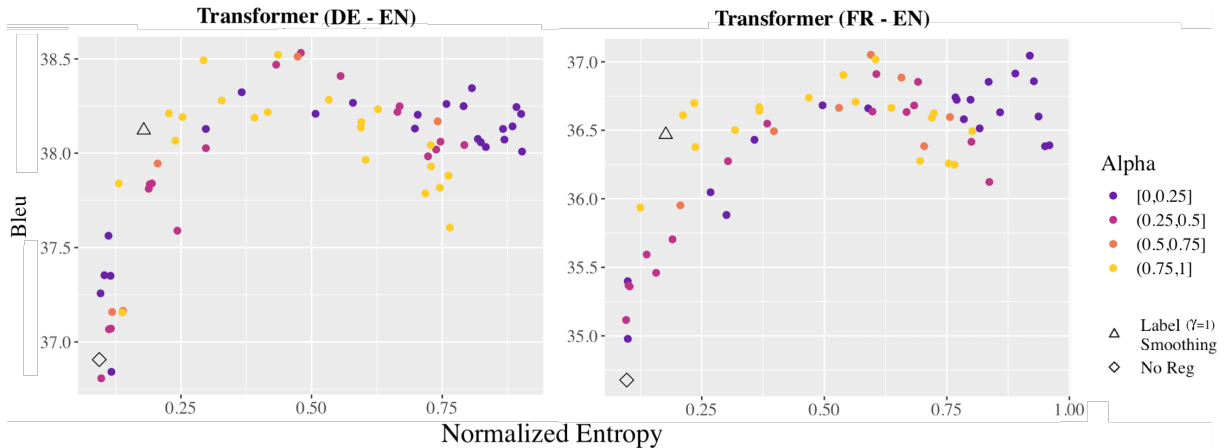 Transformer (DE - EN)
Transformer (FR - EN)
Bleu
38.5
38.0
37.5
37.0
0.25
0.50
0.75
37.0
36.5
36.0
35.5
35.0
0.25
0.50
0.75
1.00
Normalized Entropy
Alpha
[0,0.25]
(0.25,0.5]
(0.5,0.75]
(0.75,1]
Label (γ=1)
Smoothing
No Reg